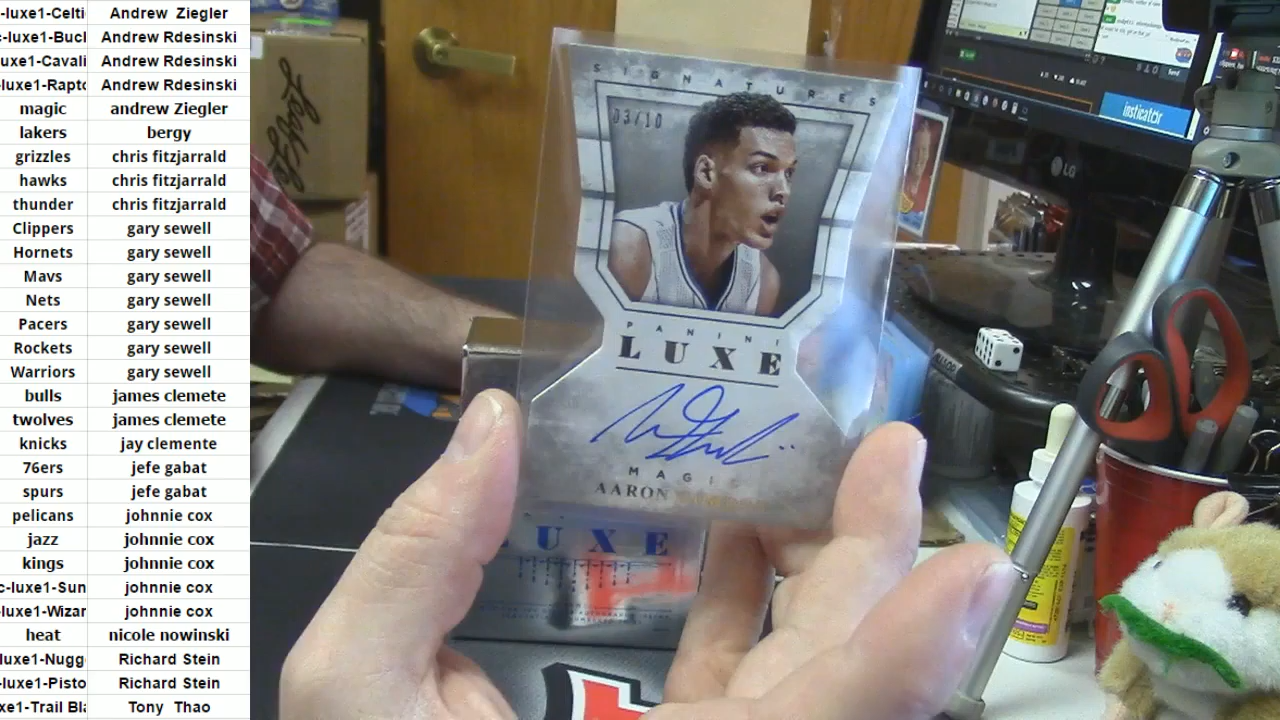 -luxe1-Celti Andrew Ziegler
c-luxe1-Bucl Andrew Rdesinski
uxe1-Cavali Andrew Rdesinski
-luxe1-Rapto Andrew Rdesinski
magic andrew Ziegler
lakers bergy
grizzles chris fitzjarrald
hawks chris fitzjarrald
thunder chris fitzjarrald
Clippers gary sewell
Hornets gary sewell
Mavs gary sewell
Nets gary sewell
Pacers gary sewell
Rockets gary sewell
Warriors gary sewell
bulls james clemete
twolves james clemete
knicks jay clemente
76ers jefe gabat
spurs jefe gabat
pelicans johnnie cox
jazz johnnie cox
kings johnnie cox
c-luxe1-Sun johnnie cox
-luxe1-Wizar johnnie cox
heat nicole nowinski
luxe1-Nugg Richard Stein
-luxe1-Pisto Richard Stein
xe1-Trail Bla Tony Thao
SIGNATURES
03/10
PANINI
LUXE
MAGIC
AARON
LUXE
insticator
LG